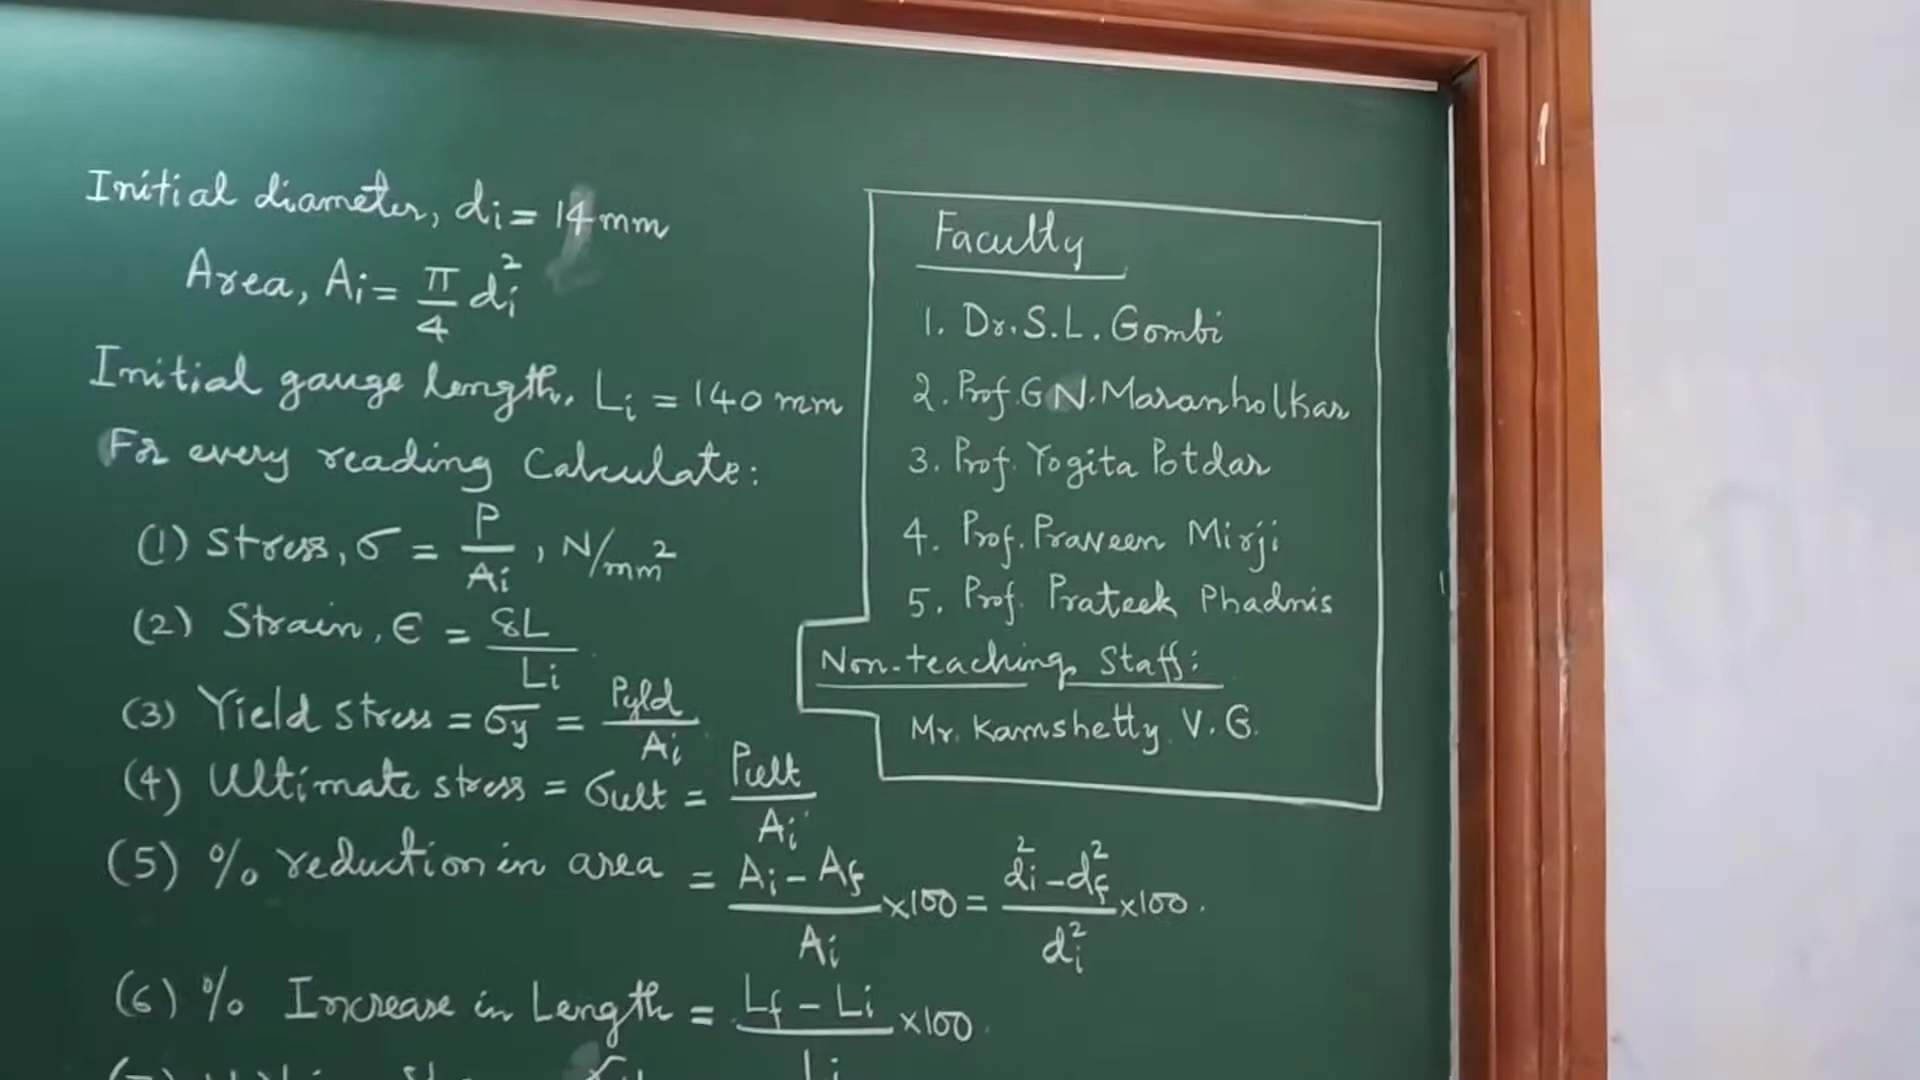 Initial diameter, di = 14 mm
Area, Ai = π/4 di²
Initial gauge length, Li = 140 mm
For every reading Calculate:
(1) Stress, σ = P/Ai, N/mm²
(2) Strain, ϵ = δL/Li
(3) Yield stress = σy = Pyld/Ai
(4) Ultimate stress = σult = Pult/Ai
(5) % reduction in area = Ai - Af/Ai ×100 = di² - df²/di² ×100.
(6) % Increase in Length = Lf - Li/Li ×100.
Faculty
1. Dr. S.L. Gombi
2. Prof. G N. Maranholkar
3. Prof. Yogita Potdar
4. Prof. Praveen Mirji
5. Prof. Prateek Phadnis
Non-teaching Staff:
Mr. Kamshetty V. G.